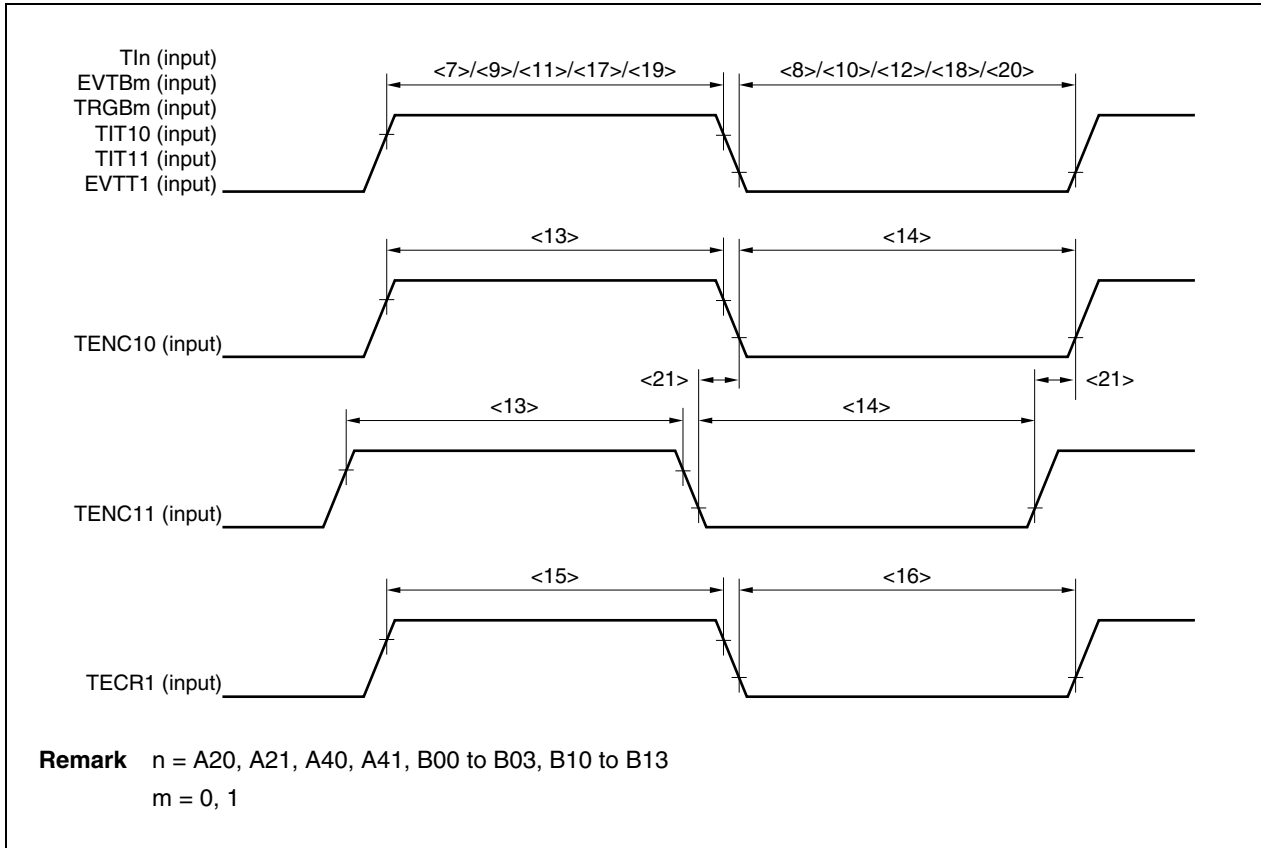 TIn (input)
EVTBm (input)
TRGBm (input)
TIT10 (input)
TIT11 (input)
EVTT1 (input)
<7>/<9>/<11>/<17>/<19>
<8>/<10>/<12>/<18>/<20>
<13>
<14>
TENC10 (input)
<21>
<21>
<13>
<14>
TENC11 (input)
<15>
<16>
TECR1 (input)
Remark n = A20, A21, A40, A41, B00 to B03, B10 to B13
m = 0, 1